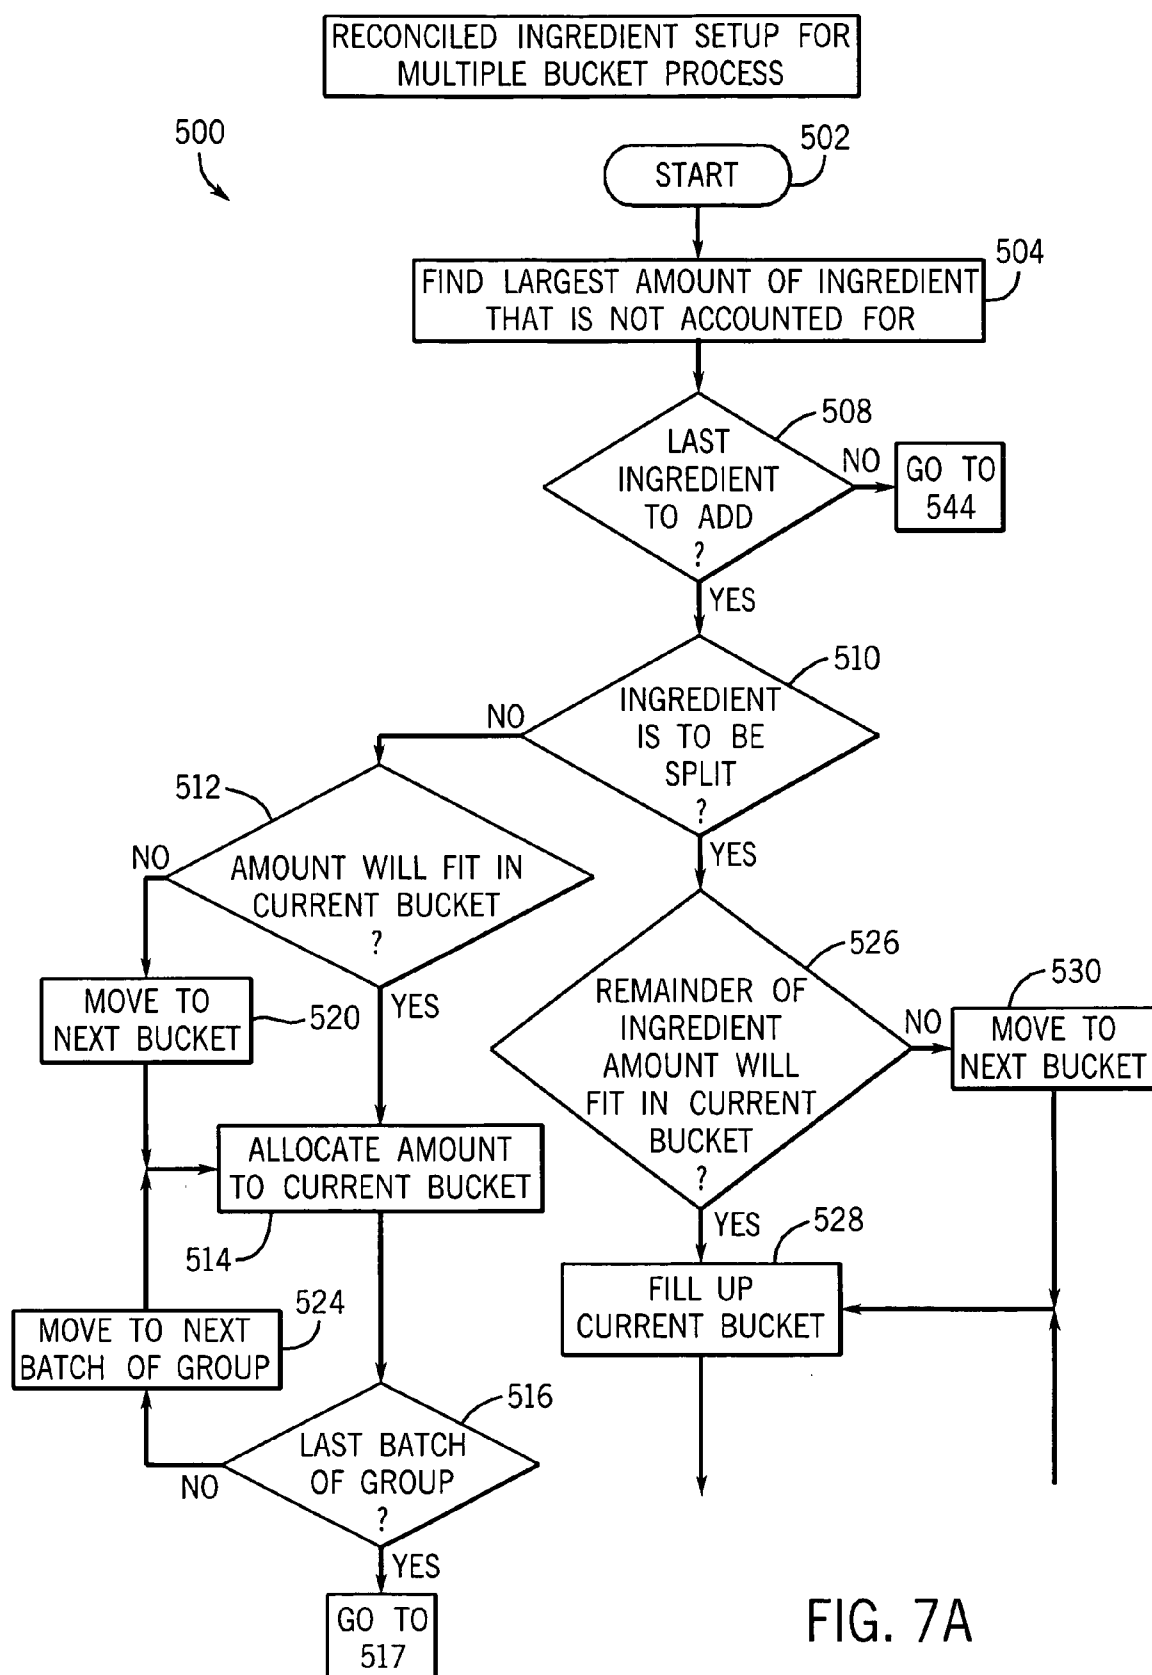 RECONCILED INGREDIENT SETUP FOR
MULTIPLE BUCKET PROCESS
500
502
START
504
FIND LARGEST AMOUNT OF INGREDIENT
THAT IS NOT ACCOUNTED FOR
508
LAST
INGREDIENT
TO ADD
?
NO
GO TO
544
YES
510
INGREDIENT
IS TO BE
SPLIT
?
NO
YES
512
AMOUNT WILL FIT IN
CURRENT BUCKET
?
NO
YES
MOVE TO
NEXT BUCKET
520
526
REMAINDER OF
INGREDIENT
AMOUNT WILL
FIT IN CURRENT
BUCKET
?
NO
530
MOVE TO
NEXT BUCKET
YES
ALLOCATE AMOUNT
TO CURRENT BUCKET
514
528
FILL UP
CURRENT BUCKET
524
MOVE TO NEXT
BATCH OF GROUP
516
LAST BATCH
OF GROUP
?
NO
YES
GO TO
517
FIG. 7A